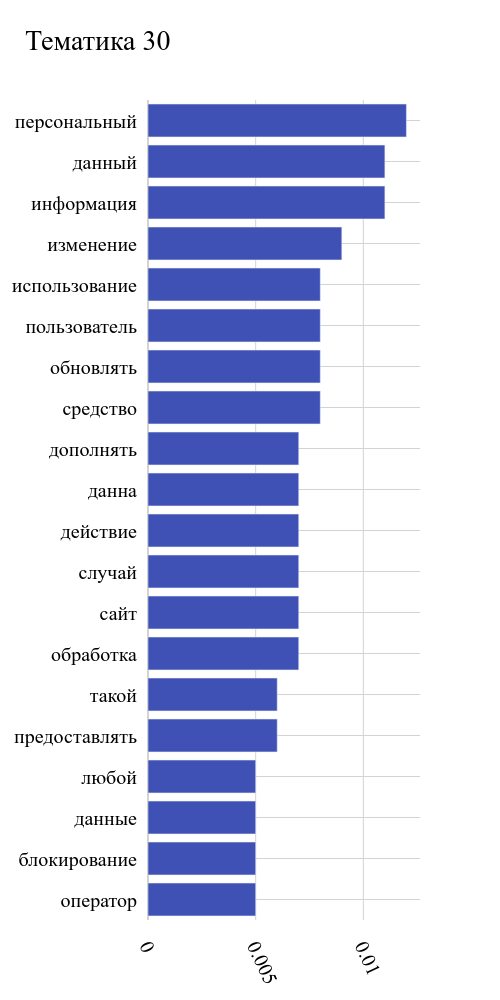 Тематика 30
персональный
данный
информация
изменение
использование
пользователь
обновлять
средство
дополнять
данна
действие
случай
сайт
обработка
такой
предоставлять
любой
данные
блокирование
оператор
0
0.005
0.01